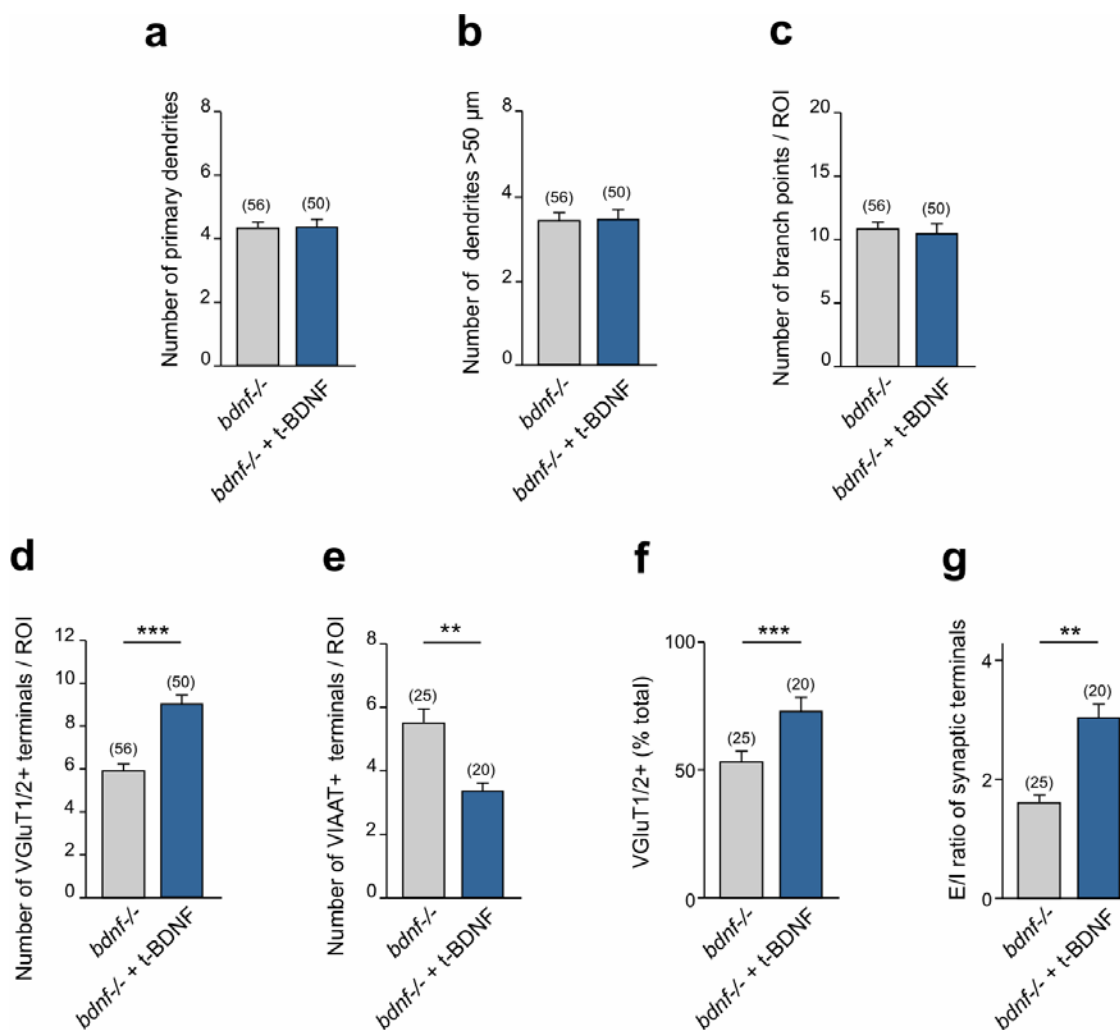 a
Number of primary dendrites
8
6
4
2
0
(56)
(50)
bdnf-/-
bdnf-/- + t-BDNF
b
Number of dendrites >50 µm
8
4
4
0
(56)
(50)
bdnf-/-
bdnf-/- + t-BDNF
c
Number of branch points / ROI
20
15
10
5
0
(56)
(50)
bdnf-/-
bdnf-/- + t-BDNF
d
Number of VGluT1/2+ terminals / ROI
12
10
8
6
4
2
0
***
(56)
(50)
bdnf-/-
bdnf-/- + t-BDNF
e
Number of VIAAT+ terminals / ROI
8
6
4
2
0
**
(25)
(20)
bdnf-/-
bdnf-/- + t-BDNF
f
VGluT1/2+ (% total)
100
50
0
***
(25)
(20)
bdnf-/-
bdnf-/- + t-BDNF
g
E/I ratio of synaptic terminals
4
2
0
**
(25)
(20)
bdnf-/-
bdnf-/- + t-BDNF